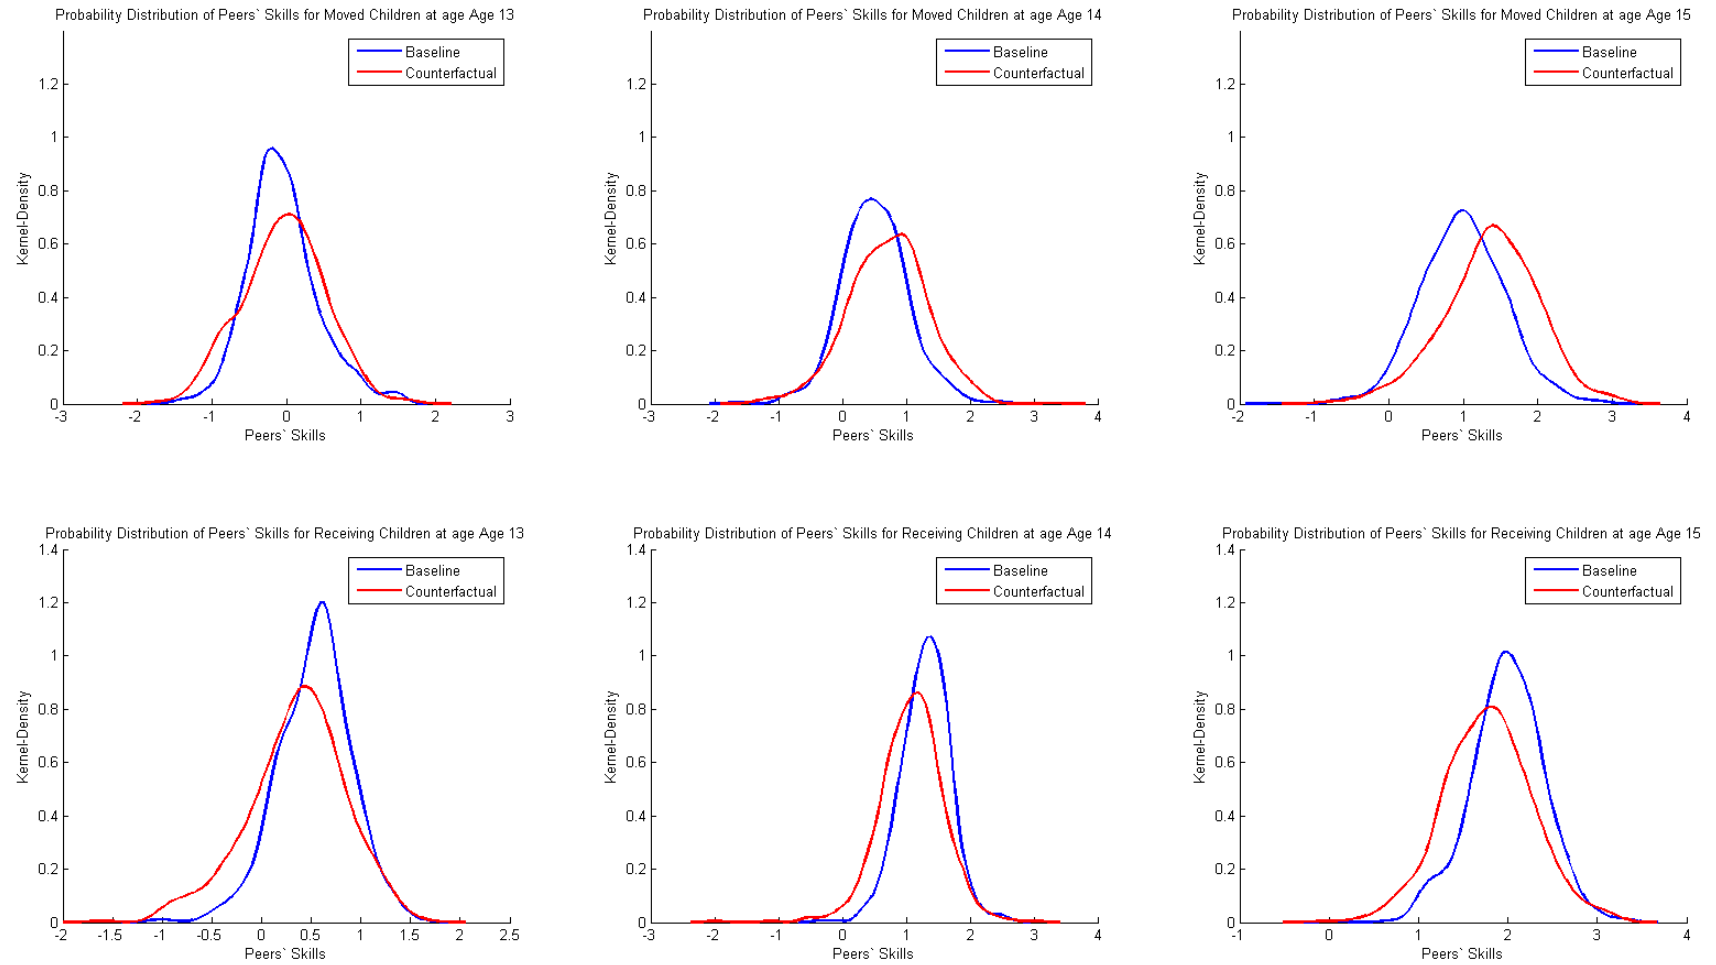 Probability Distribution of Peers` Skills for Moved Children at age Age 13
Baseline
Counterfactual
1.2
1
0.8
0.6
0.4
0.2
0
Kernel-Density
-3 -2 -1 0 1 2 3
Peers` Skills
Probability Distribution of Peers` Skills for Moved Children at age Age 14
Baseline
Counterfactual
1.2
1
0.8
0.6
0.4
0.2
0
Kernel-Density
-3 -2 -1 0 1 2 3 4
Peers` Skills
Probability Distribution of Peers` Skills for Moved Children at age Age 15
Baseline
Counterfactual
1.2
1
0.8
0.6
0.4
0.2
0
Kernel-Density
-2 -1 0 1 2 3 4
Peers` Skills
Probability Distribution of Peers` Skills for Receiving Children at age Age 13
Baseline
Counterfactual
1.4
1.2
1
0.8
0.6
0.4
0.2
0
Kernel-Density
-2 -1.5 -1 -0.5 0 0.5 1 1.5 2 2.5
Peers` Skills
Probability Distribution of Peers` Skills for Receiving Children at age Age 14
Baseline
Counterfactual
1.4
1.2
1
0.8
0.6
0.4
0.2
0
Kernel-Density
-3 -2 -1 0 1 2 3 4
Peers` Skills
Probability Distribution of Peers` Skills for Receiving Children at age Age 15
Baseline
Counterfactual
1.4
1.2
1
0.8
0.6
0.4
0.2
0
Kernel-Density
-1 0 1 2 3 4
Peers` Skills